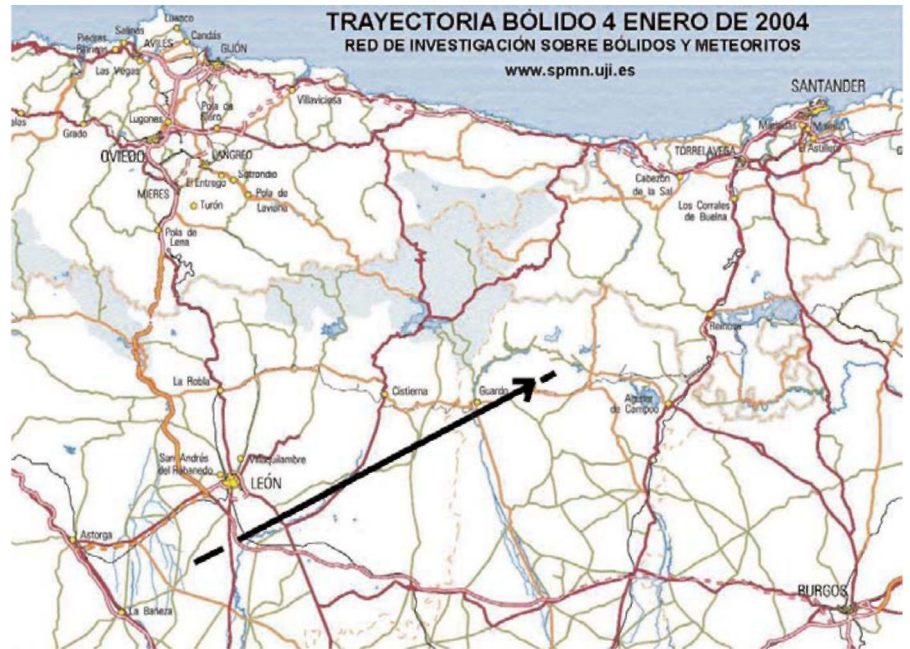 TRAYECTORIA BÓLIDO 4 ENERO DE 2004
RED DE INVESTIGACIÓN SOBRE BÓLIDOS Y METEORITOS
www.spmn.uji.es
Luanco
Salinas
Candás
Piedras
Blancas
AVILES
GIJÓN
Las Vegas
SANTANDER
Villaviciosa
Pola de
Siero
Lugones
Grado
OVIEDO
LANGREO
TORRELAVEGA
El Astillero
El Entrego
Sotrondio
Cabezón
de la Sal
MIERES
Turón
Pola de
Laviana
Los Corrales
de Buelna
Pola de
Lena
Reinosa
La Robla
Cistierna
Guardo
Aguilar
de Campoo
San Andrés
del Rabanedo
Villaquilambre
LEÓN
Astorga
BURGOS
La Bañeza